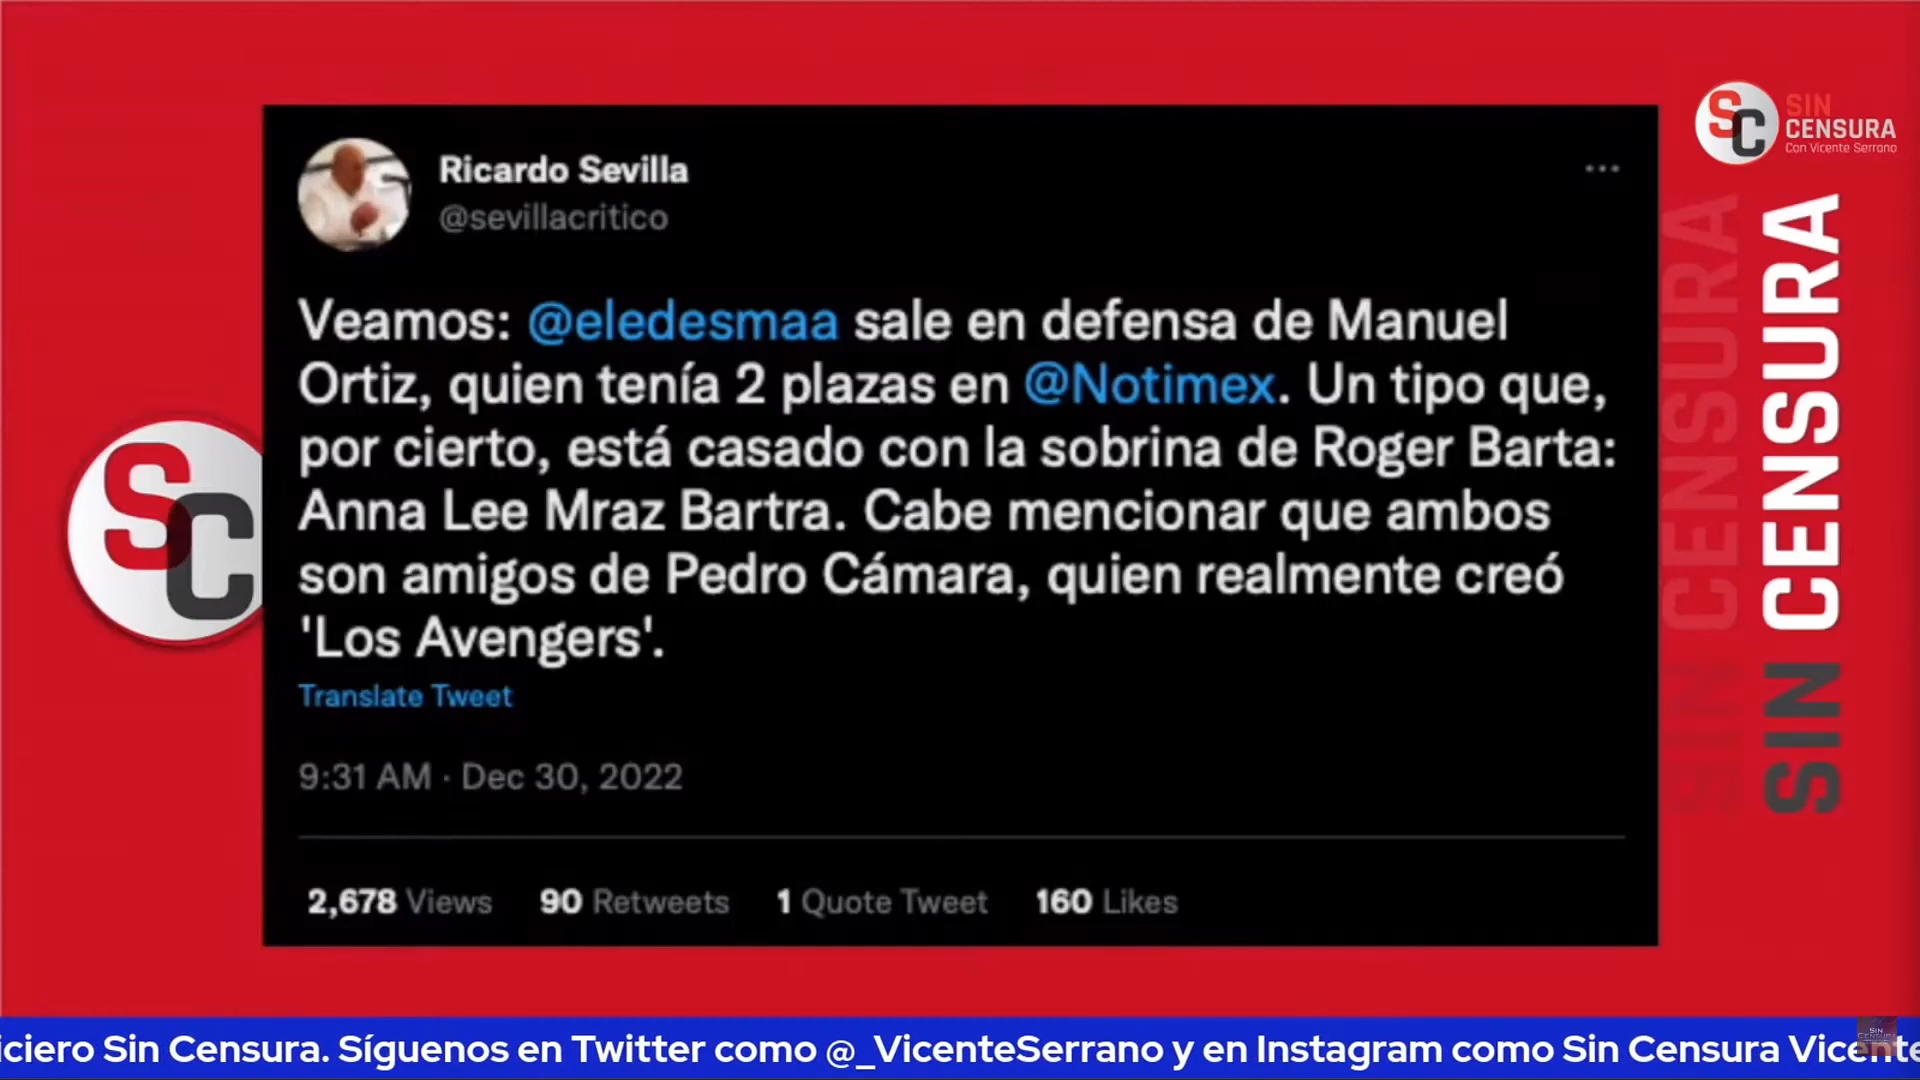 Ricardo Sevilla
@sevillacritico
Veamos: @eledesmaa sale en defensa de Manuel
Ortiz, quien tenía 2 plazas en @Notimex. Un tipo que,
por cierto, está casado con la sobrina de Roger Barta:
Anna Lee Mraz Bartra. Cabe mencionar que ambos
son amigos de Pedro Cámara, quien realmente creó
'Los Avengers'.
Translate Tweet
9:31 AM · Dec 30, 2022
2,678 Views 90 Retweets 1 Quote Tweet 160 Likes
SC
SC
SIN
CENSURA
Con Vicente Serrano
SIN CENSURA
SIN CENSURA
iciero Sin Censura. Síguenos en Twitter como @_VicenteSerrano y en Instagram como Sin Censura Vicente
SIN
CENSURA